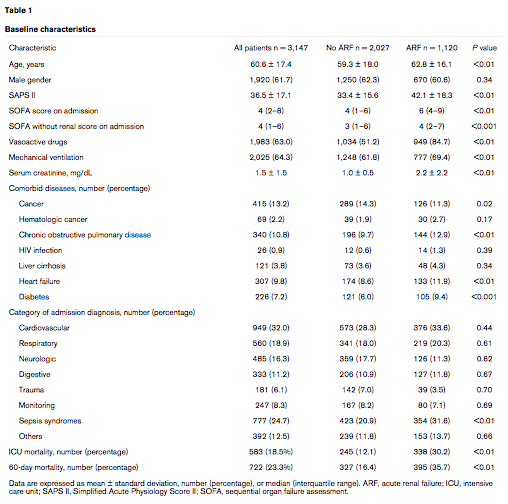 Table 1
Baseline characteristics
Characteristic All patients n = 3,147 No ARF n = 2,027 ARF n = 1,120 P value
Age, years 60.6 ± 17.4 59.3 ± 18.0 62.8 ± 16.1 <0.01
Male gender 1,920 (61.7) 1,250 (62.3) 670 (60.6) 0.34
SAPS II 36.5 ± 17.1 33.4 ± 15.6 42.1 ± 18.3 <0.01
SOFA score on admission 4 (2–8) 4 (1–6) 6 (4–9) <0.01
SOFA without renal score on admission 4 (1–6) 3 (1–6) 4 (2–7) <0.001
Vasoactive drugs 1,983 (63.0) 1,034 (51.2) 949 (84.7) <0.01
Mechanical ventilation 2,025 (64.3) 1,248 (61.8) 777 (69.4) <0.01
Serum creatinine, mg/dL 1.5 ± 1.5 1.0 ± 0.5 2.2 ± 2.2 <0.01
Comorbid diseases, number (percentage)
Cancer 415 (13.2) 289 (14.3) 126 (11.3) 0.02
Hematologic cancer 69 (2.2) 39 (1.9) 30 (2.7) 0.17
Chronic obstructive pulmonary disease 340 (10.8) 196 (9.7) 144 (12.9) <0.01
HIV infection 26 (0.9) 12 (0.6) 14 (1.3) 0.39
Liver cirrhosis 121 (3.8) 73 (3.6) 48 (4.3) 0.34
Heart failure 307 (9.8) 174 (8.6) 133 (11.9) <0.01
Diabetes 226 (7.2) 121 (6.0) 105 (9.4) <0.001
Category of admission diagnosis, number (percentage)
Cardiovascular 949 (32.0) 573 (28.3) 376 (33.6) 0.44
Respiratory 560 (18.9) 341 (18.0) 219 (20.3) 0.61
Neurologic 485 (16.3) 359 (17.7) 126 (11.3) 0.62
Digestive 333 (11.2) 206 (10.9) 127 (11.8) 0.67
Trauma 181 (6.1) 142 (7.0) 39 (3.5) 0.70
Monitoring 247 (8.3) 167 (8.2) 80 (7.1) 0.69
Sepsis syndromes 777 (24.7) 423 (20.9) 354 (31.6) <0.01
Others 392 (12.5) 239 (11.8) 153 (13.7) 0.66
ICU mortality, number (percentage) 583 (18.5%) 245 (12.1) 338 (30.2) <0.01
60-day mortality, number (percentage) 722 (23.3%) 327 (16.4) 395 (35.7) <0.01
Data are expressed as mean ± standard deviation, number (percentage), or median (interquartile range). ARF, acute renal failure; ICU, intensive
care unit; SAPS II, Simplified Acute Physiology Score II; SOFA, sequential organ failure assessment.